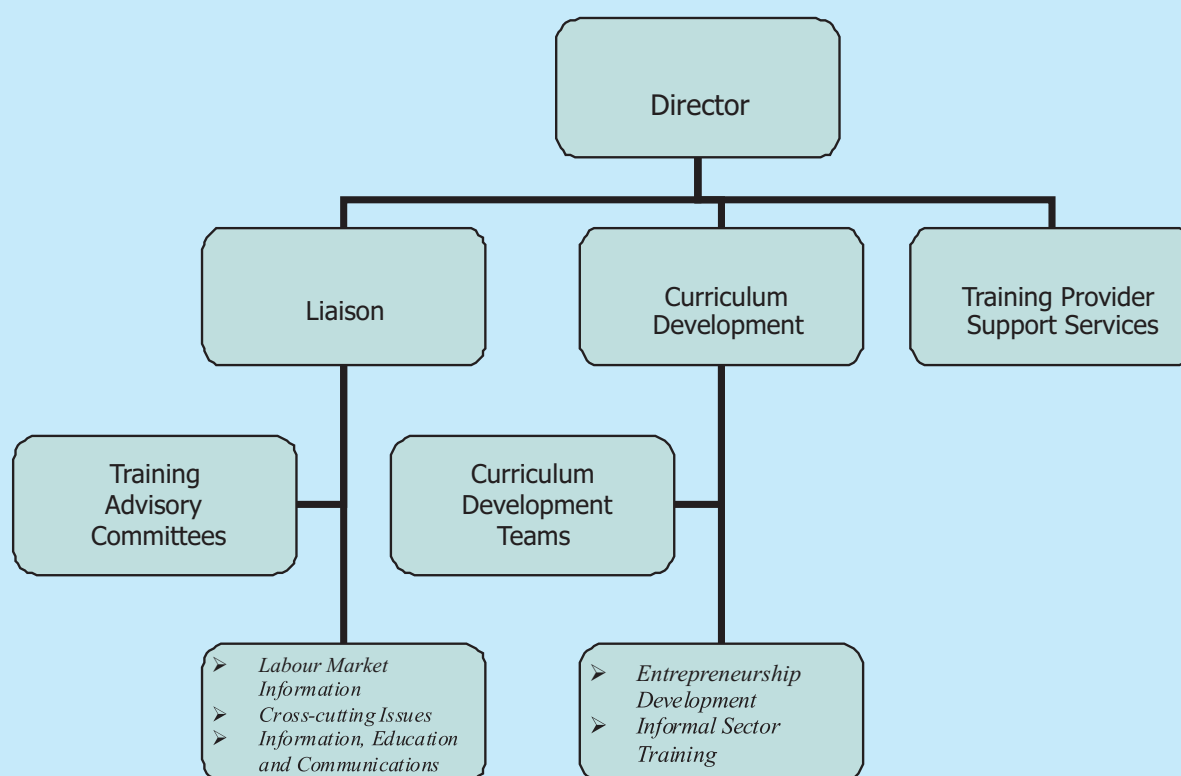 Director
Liaison
Curriculum
Development
Training Provider
Support Services
Training
Advisory
Committees
Curriculum
Development
Teams
➢ Labour Market
Information
➢ Cross-cutting Issues
➢ Information, Education
and Communications
➢ Entrepreneurship
Development
➢ Informal Sector
Training